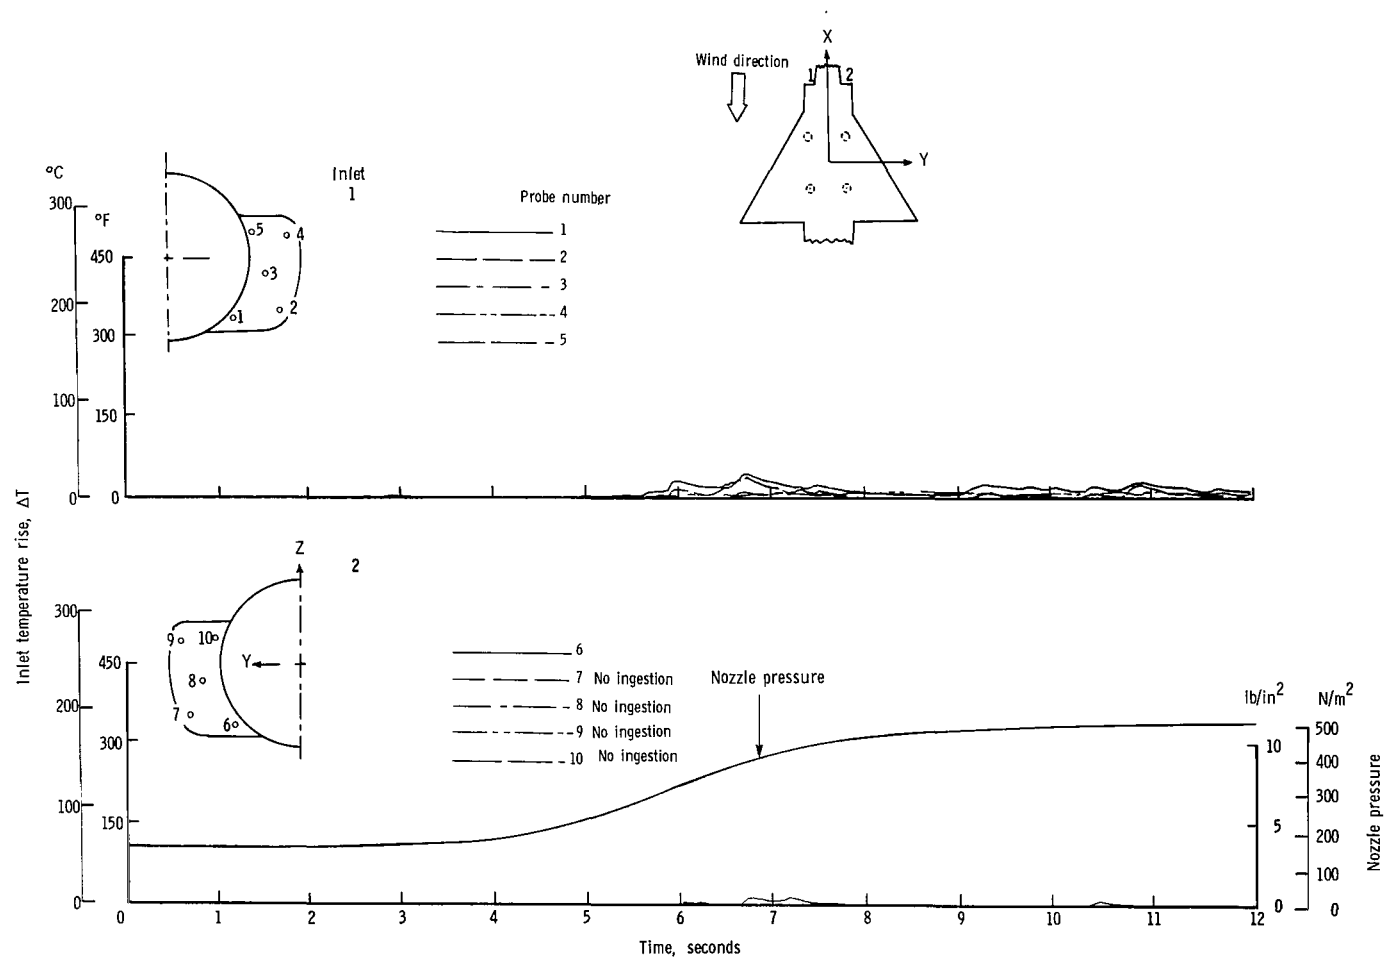 X
Wind direction
1 2
Y
°C
Inlet
1
300
°F
Probe number
5 4
1
450
2
3
3
200
2
4
1
300
5
100
150
0 0
Inlet temperature rise, ΔT
Z
2
300
9 10
6
450
Y
7 No ingestion
Nozzle pressure
8
8 No ingestion
lb/in² N/m²
200
7 6
9 No ingestion
500
300
10 No ingestion
10
400
300
100
150
5
200
100
0
0 0
0 1 2 3 4 5 6 7 8 9 10 11 12
Nozzle pressure
Time, seconds